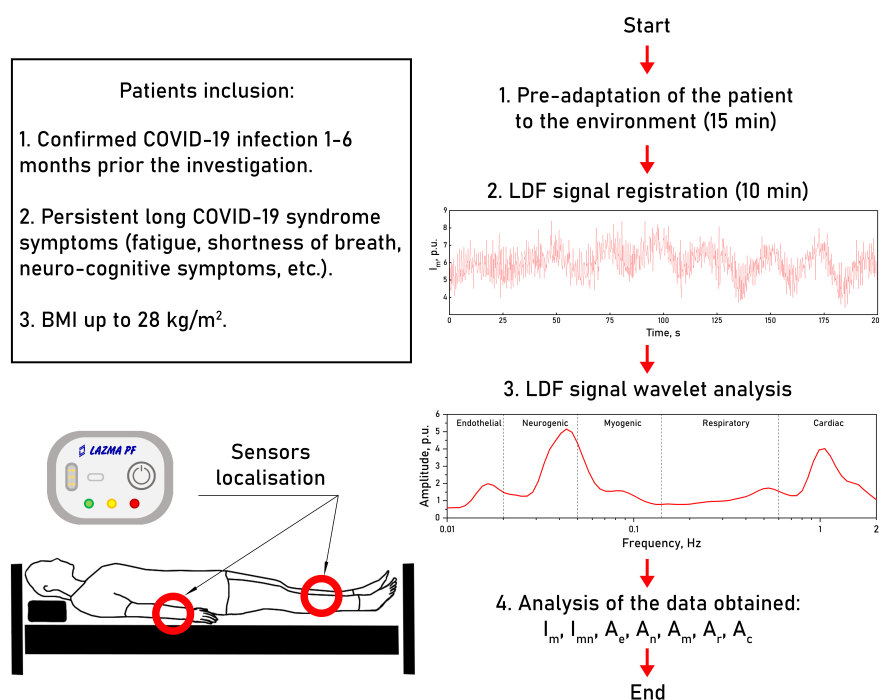 Patients inclusion:
1. Confirmed COVID-19 infection 1-6
months prior the investigation.
2. Persistent long COVID-19 syndrome
symptoms (fatigue, shortness of breath,
neuro-cognitive symptoms, etc.).
3. BMI up to 28 kg/m².
LAZMA PF
Sensors
localisation
Start
1. Pre-adaptation of the patient
to the environment (15 min)
2. LDF signal registration (10 min)
9
8
7
6
5
4
Iₘ, p.u.
0 25 50 75 100 125 150 175 200
Time, s
3. LDF signal wavelet analysis
Endothelial Neurogenic Myogenic Respiratory Cardiac
6
5
4
3
2
1
0
Amplitude, p.u.
0.01 0.1 1 2
Frequency, Hz
4. Analysis of the data obtained:
Iₘ, Iₘₙ, Aₑ, Aₙ, Aₘ, Aᵣ, A꜀
End